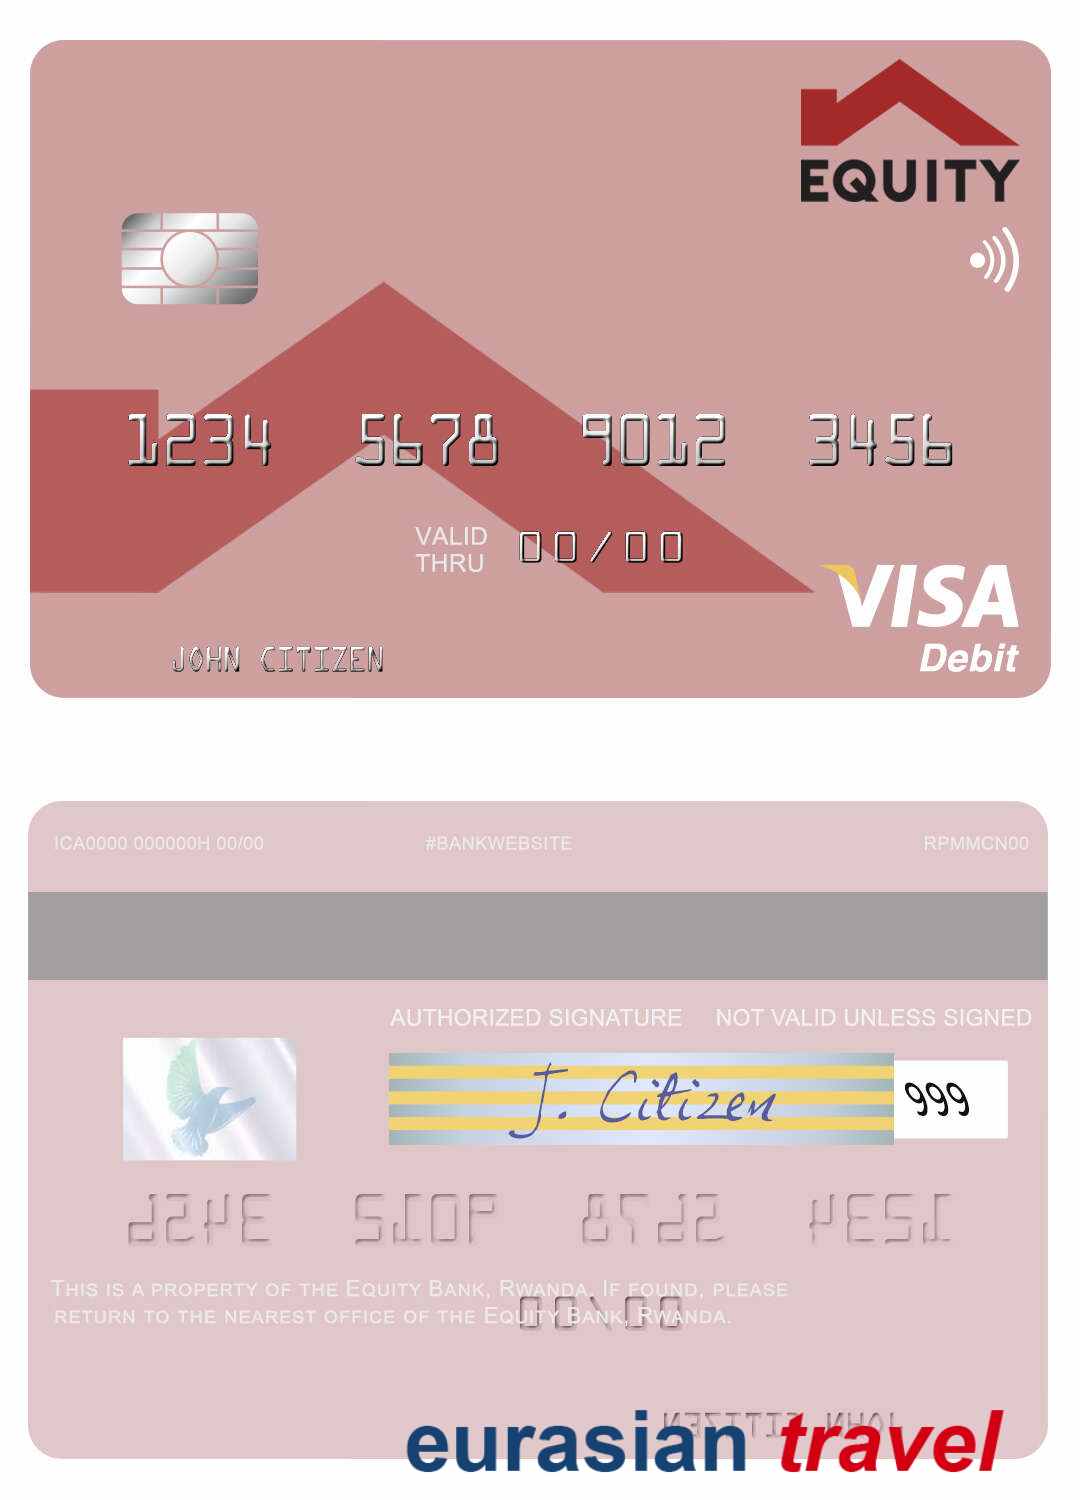 EQUITY
1234 5678 9012 3456
VALID
THRU 00/00
VISA
Debit
JOHN CITIZEN
ICA0000 000000H 00/00 #BANKWEBSITE RPMMCN00
AUTHORIZED SIGNATURE NOT VALID UNLESS SIGNED
J. Citizen 999
THIS IS A PROPERTY OF THE EQUITY BANK, RWANDA. IF FOUND, PLEASE
RETURN TO THE NEAREST OFFICE OF THE EQUITY BANK, RWANDA.
eurasian travel